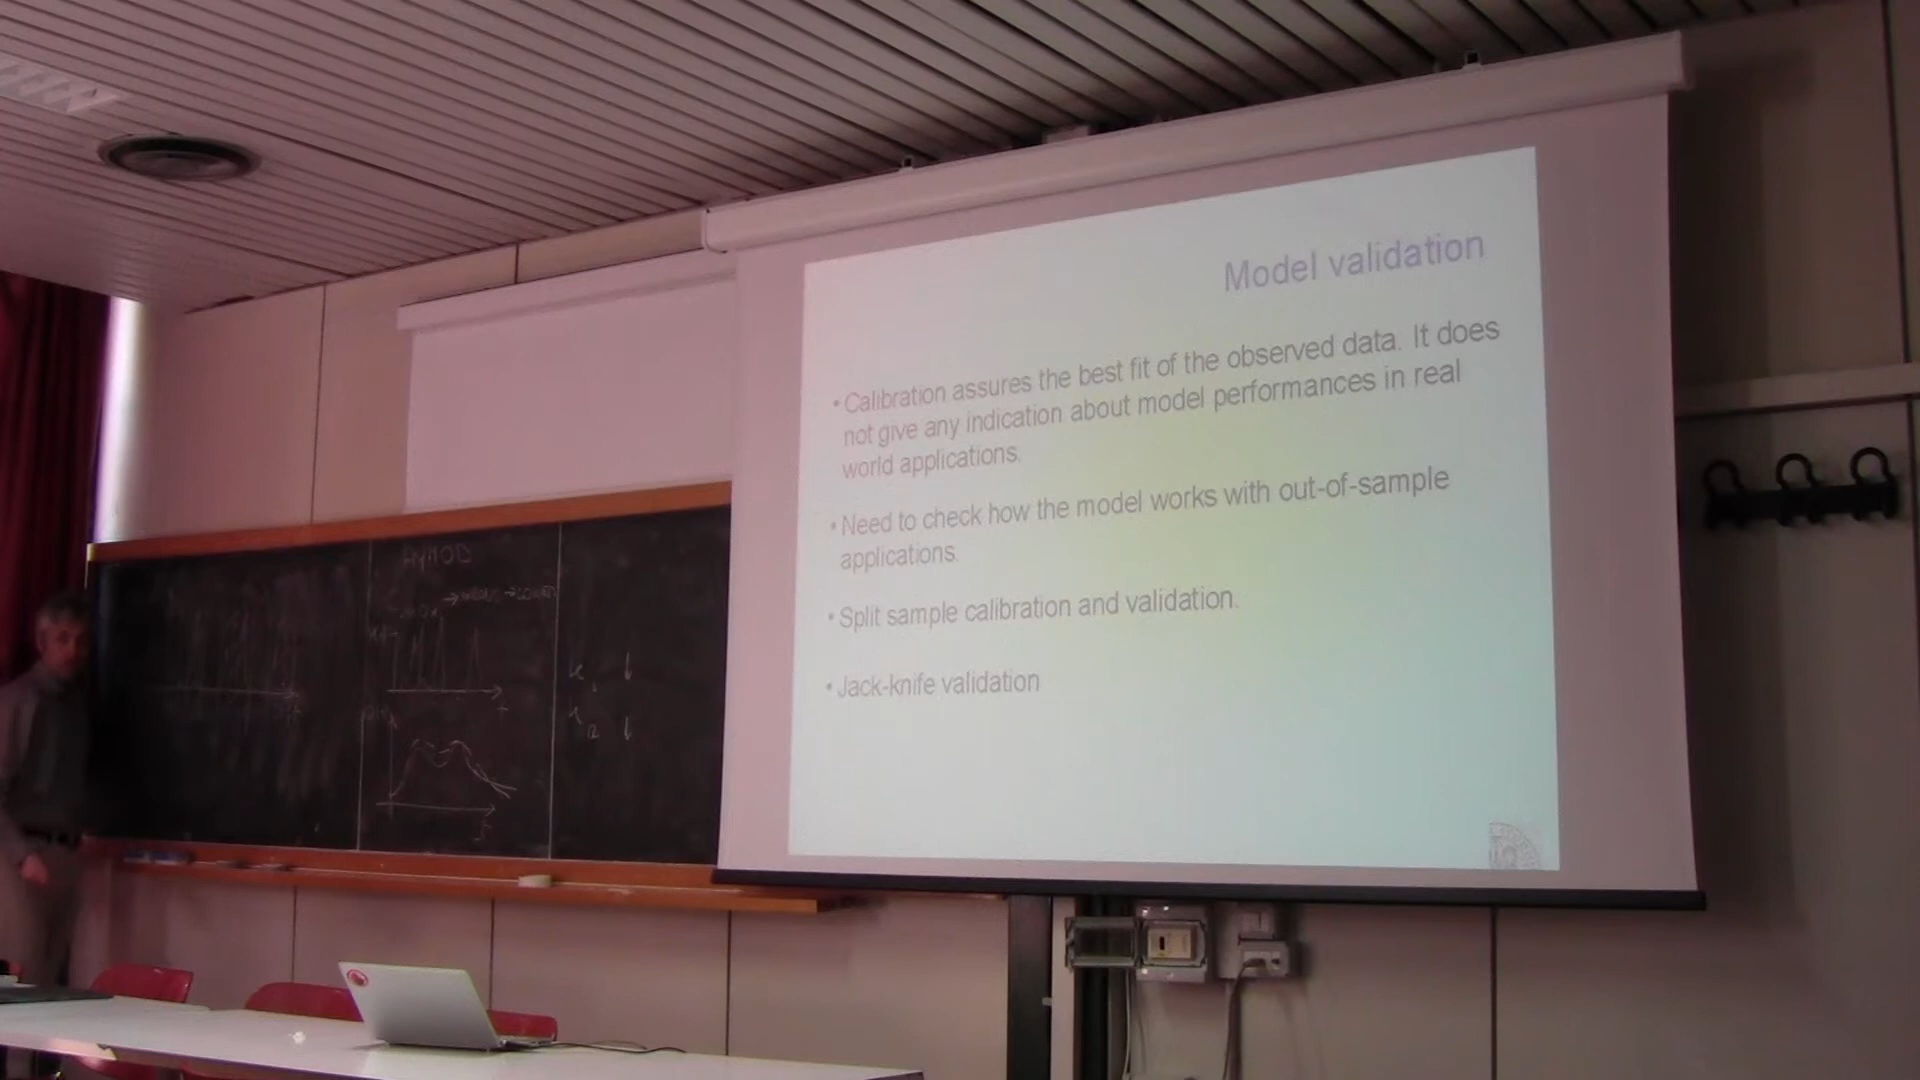 Model validation
• Calibration assures the best fit of the observed data. It does
not give any indication about model performances in real
world applications.
• Need to check how the model works with out-of-sample
applications.
• Split sample calibration and validation.
• Jack-knife validation
HYMOD